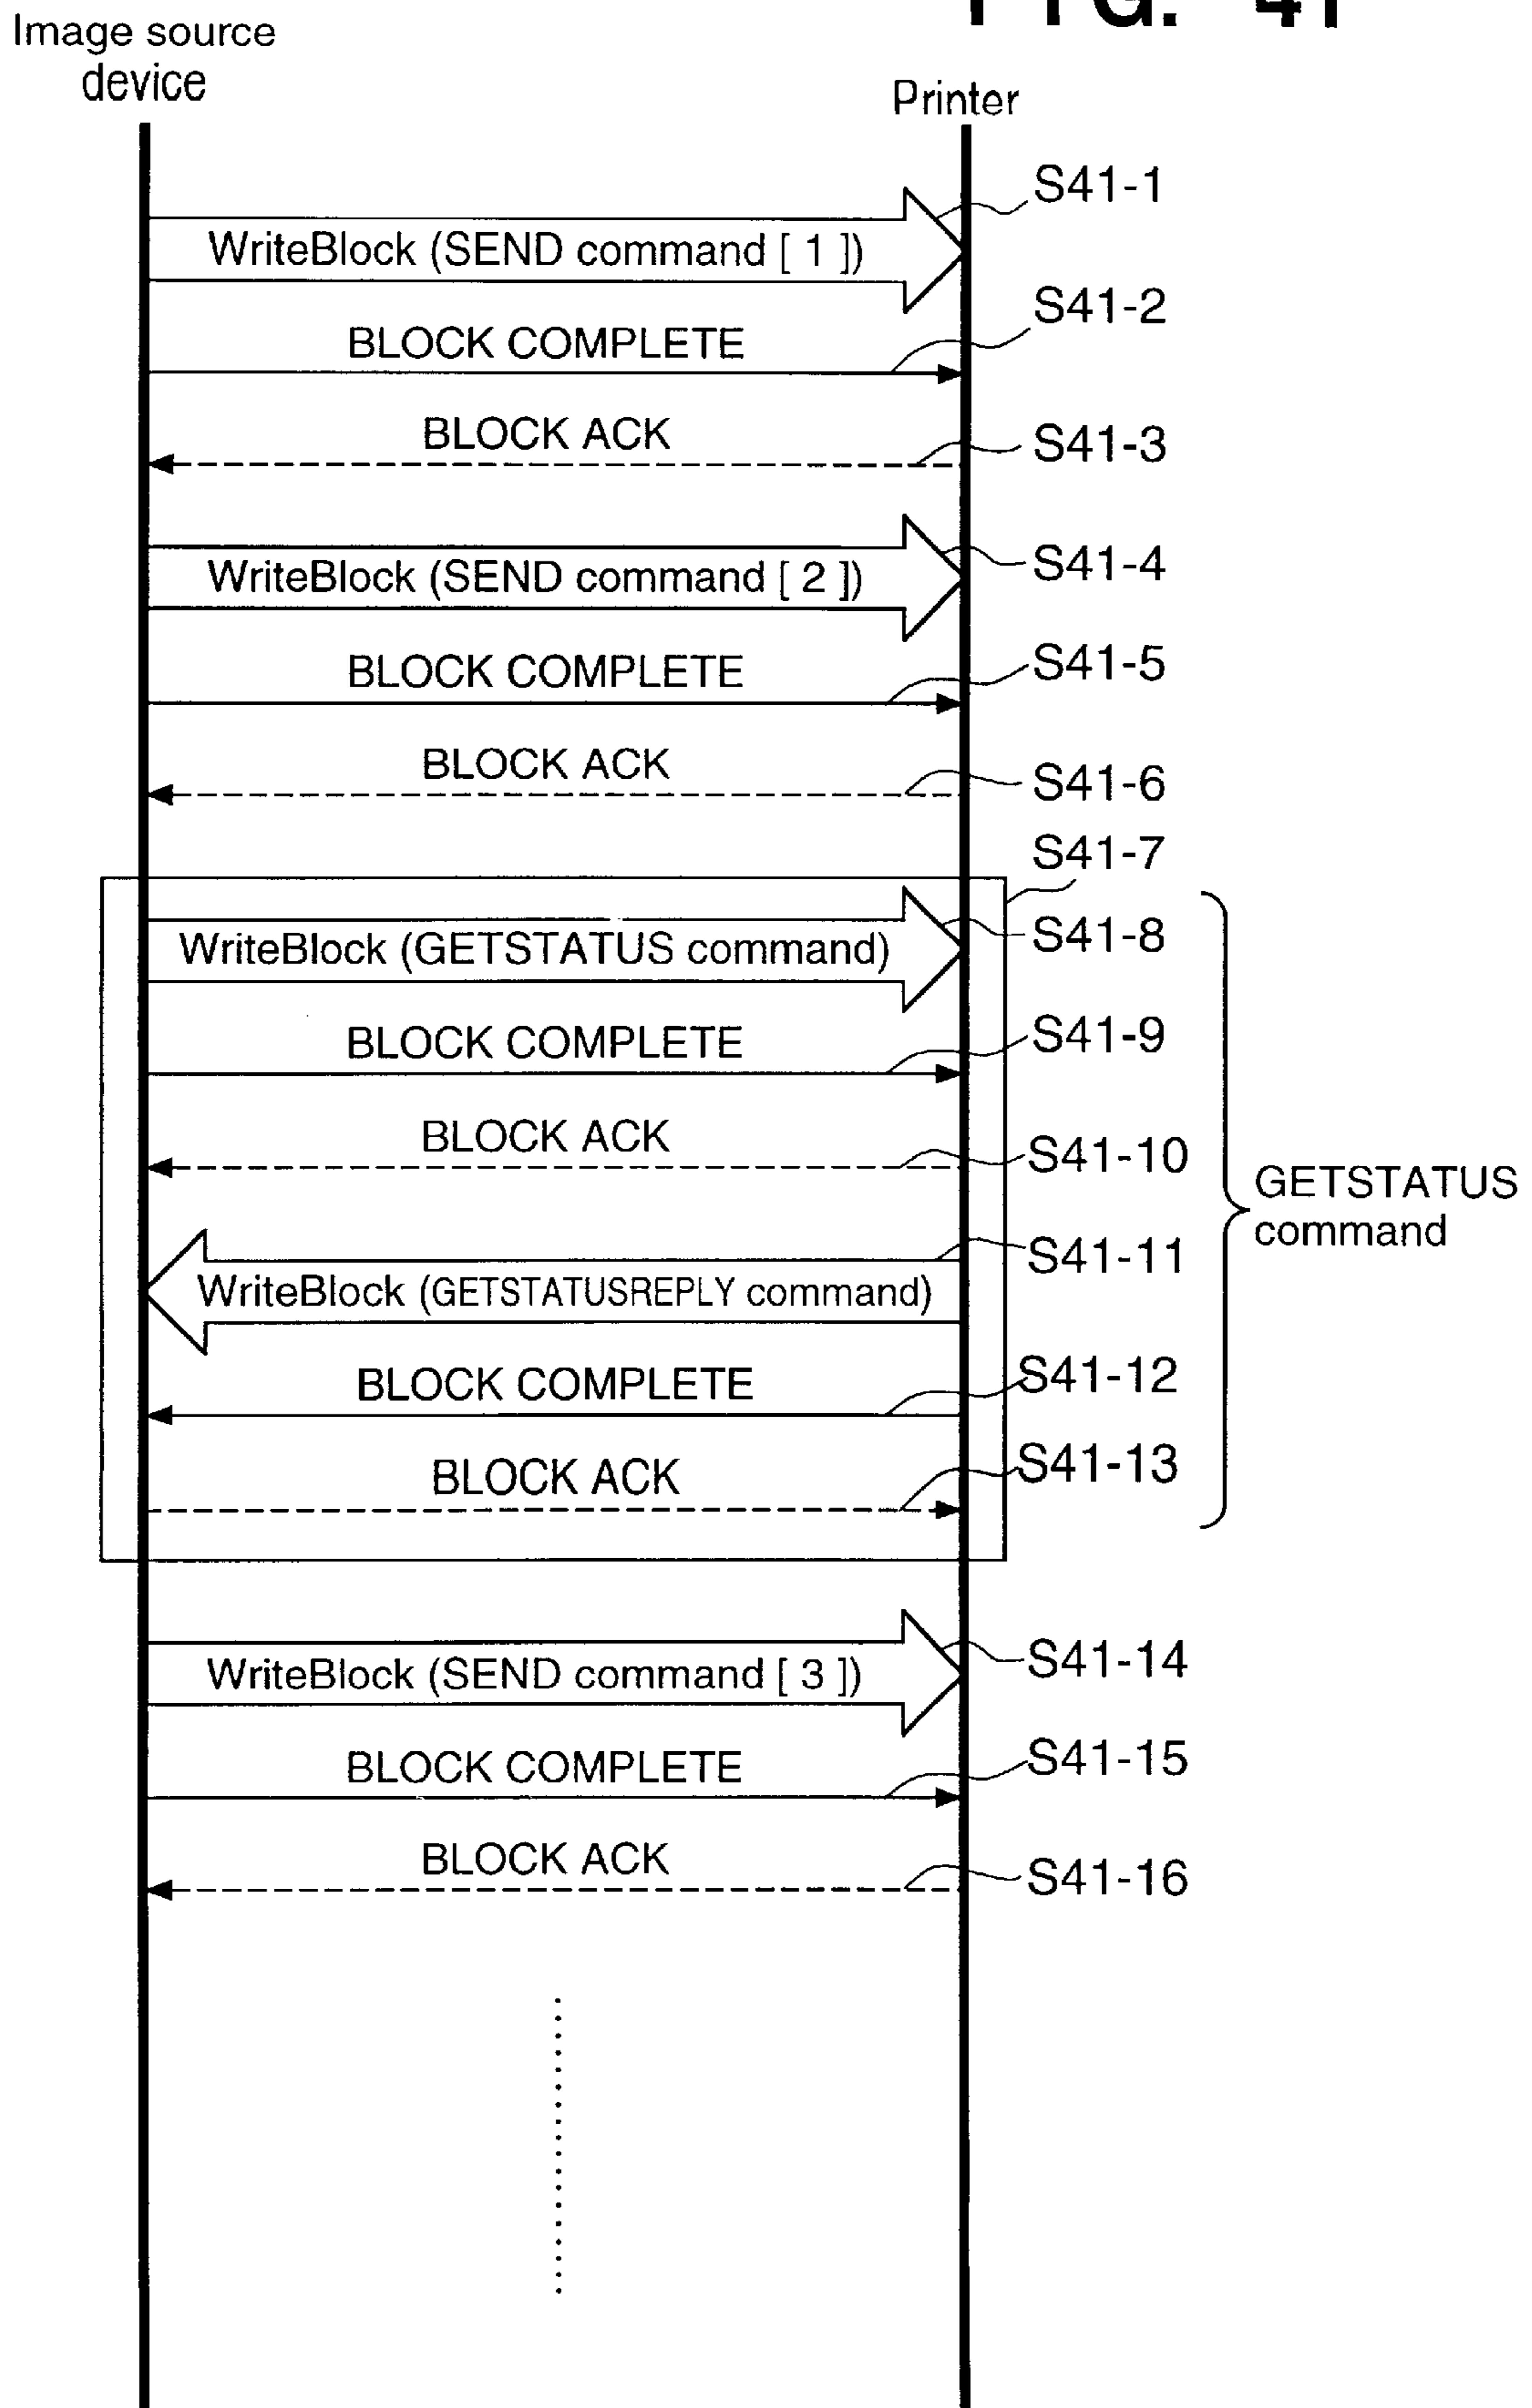 FIG. 41
Image source
device
Printer
S41-1
WriteBlock (SEND command [ 1 ])
S41-2
BLOCK COMPLETE
BLOCK ACK
S41-3
S41-4
WriteBlock (SEND command [ 2 ])
BLOCK COMPLETE
S41-5
BLOCK ACK
S41-6
S41-7
WriteBlock (GETSTATUS command)
S41-8
BLOCK COMPLETE
S41-9
BLOCK ACK
S41-10
GETSTATUS
command
S41-11
WriteBlock (GETSTATUSREPLY command)
BLOCK COMPLETE
S41-12
BLOCK ACK
S41-13
WriteBlock (SEND command [ 3 ])
S41-14
BLOCK COMPLETE
S41-15
BLOCK ACK
S41-16